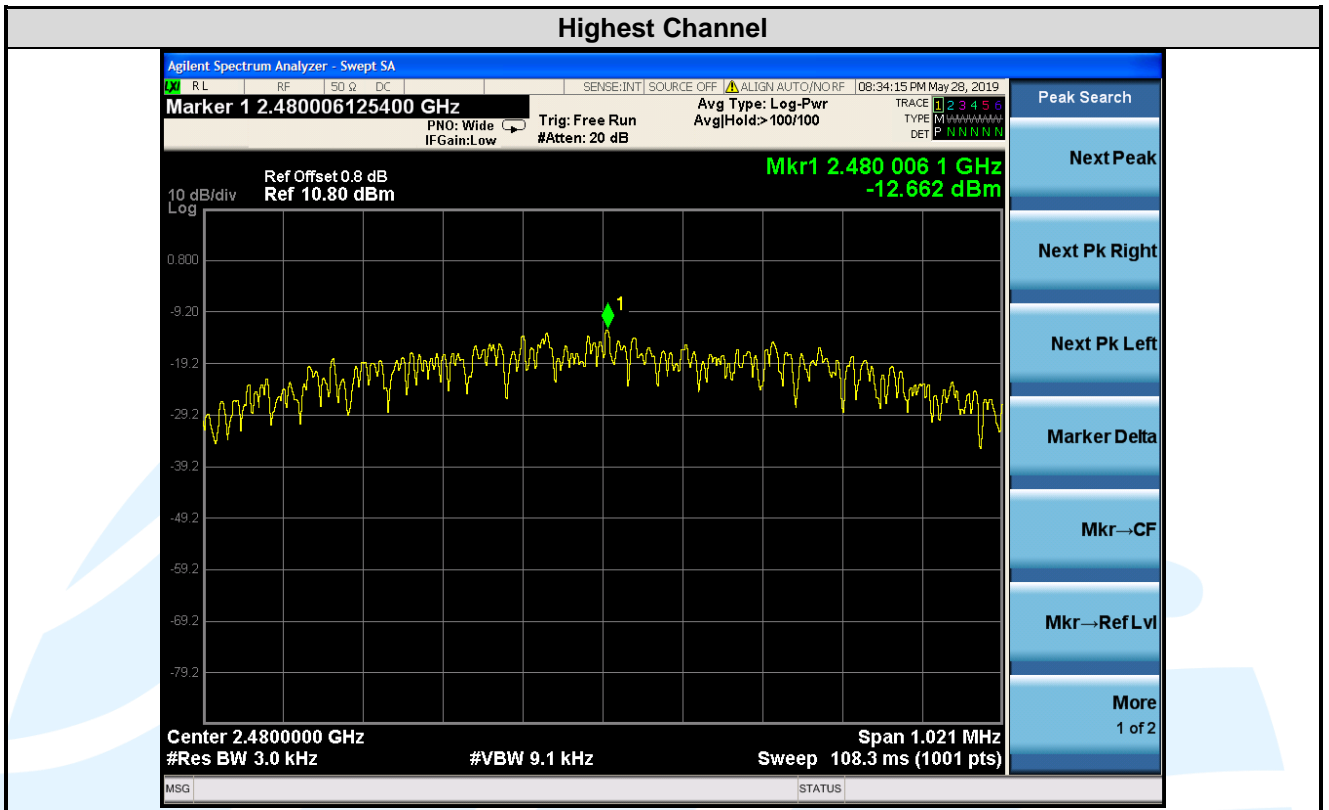 Highest Channel
Agilent Spectrum Analyzer - Swept SA
LXI RL RF 50 Ω DC SENSE:INT SOURCE OFF ALIGN AUTO/NO RF 08:34:15 PM May 28, 2019
Marker 1 2.480006125400 GHz
PNO: Wide
IFGain:Low
Trig: Free Run
#Atten: 20 dB
Avg Type: Log-Pwr
Avg|Hold:> 100/100
TRACE 1 2 3 4 5 6
TYPE M WWWWW
DET P N N N N N
Mkr1 2.480 006 1 GHz
-12.662 dBm
Ref Offset 0.8 dB
10 dB/div Ref 10.80 dBm
Log
0.800
-9.20
-19.2
-29.2
-39.2
-49.2
-59.2
-69.2
-79.2
1
Center 2.4800000 GHz Span 1.021 MHz
#Res BW 3.0 kHz #VBW 9.1 kHz Sweep 108.3 ms (1001 pts)
MSG STATUS
Peak Search
Next Peak
Next Pk Right
Next Pk Left
Marker Delta
Mkr→CF
Mkr→Ref Lvl
More
1 of 2